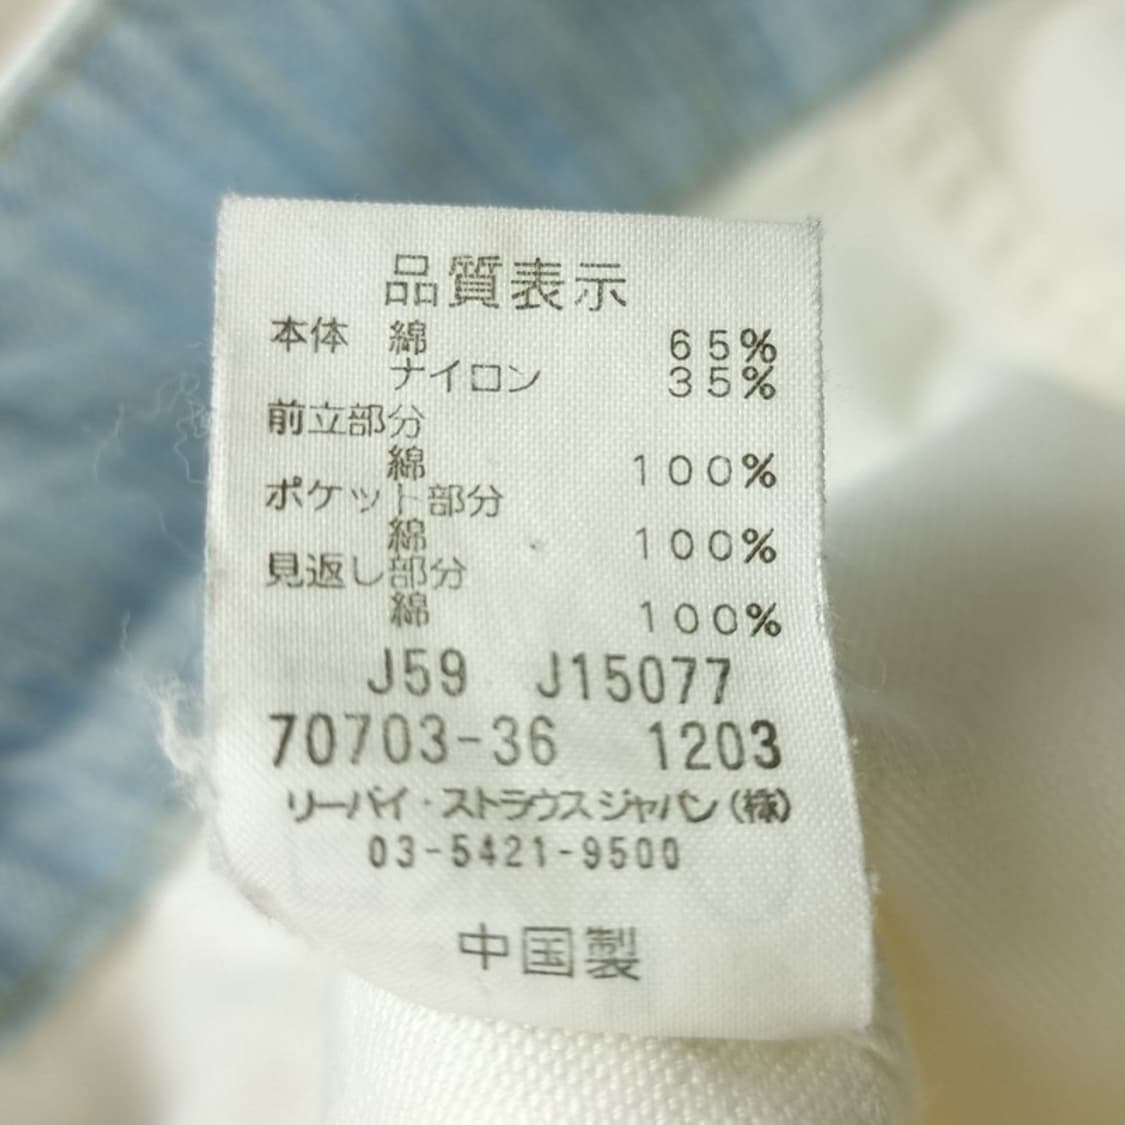 品質表示
本体 綿 65%
ナイロン 35%
前立部分
綿 100%
ポケット部分
綿 100%
見返し部分
綿 100%
J59 J15077
70703-36 1203
リーバイ・ストラウスジャパン(株)
03-5421-9500
中国製